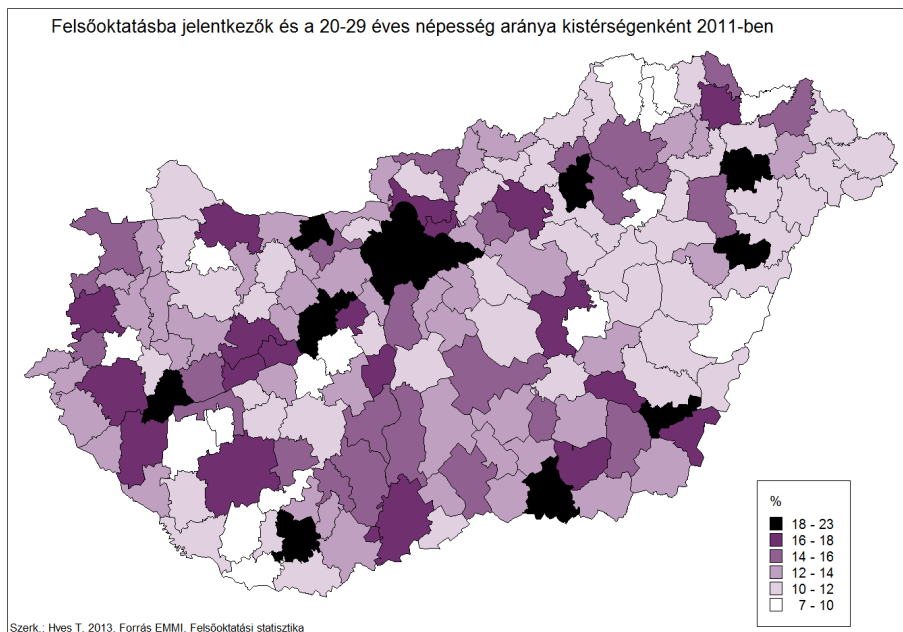 Felsőoktatásba jelentkezők és a 20-29 éves népesség aránya kistérségenként 2011-ben
%
18 - 23
16 - 18
14 - 16
12 - 14
10 - 12
7 - 10
Szerk.: Hves T. 2013. Forrás EMMI. Felsőoktatási statisztika